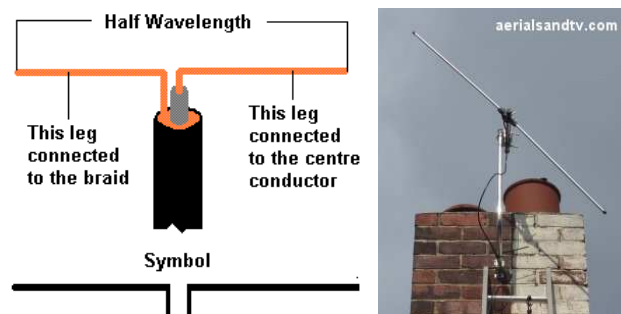 Half Wavelength
This leg
connected
to the braid
This leg
connected
to the centre
conductor
Symbol
aerialsandtv.com